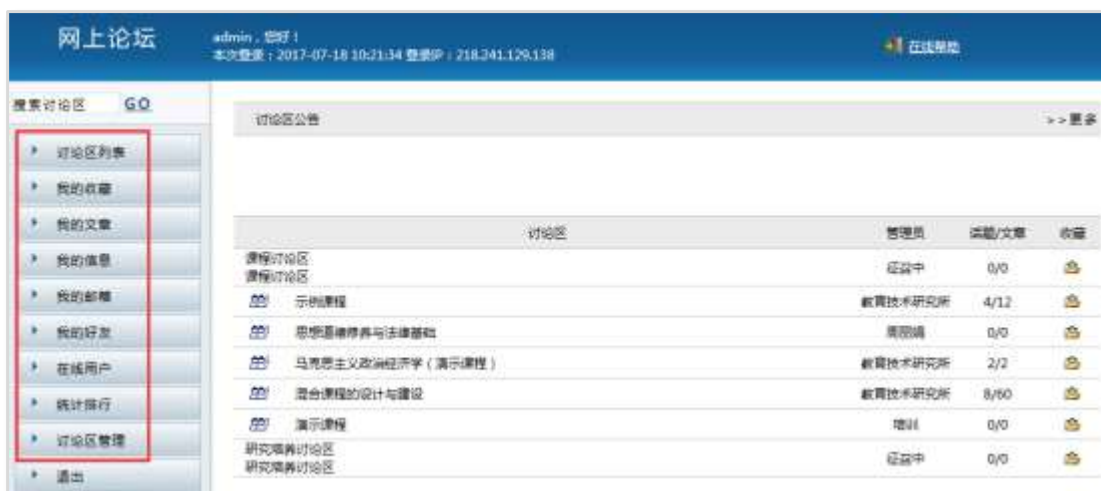 网上论坛
admin，您好！
本次登录：2017-07-18 10:21:34 登录IP：218.241.129.138
在线帮助
搜索讨论区 GO
讨论区列表
我的收藏
我的文章
我的信息
我的邮箱
我的好友
在线用户
统计排行
讨论区管理
退出
讨论区公告 >>更多
讨论区 管理员 话题/文章 收藏
课程讨论区
课程讨论区
征召中 0/0
示例课程 教育技术研究所 4/12
思想道德修养与法律基础 0/0
马克思主义政治经济学（演示课程） 教育技术研究所 2/2
混合课程的设计与建设 教育技术研究所 8/60
演示课程 培训 0/0
研究培养讨论区
研究培养讨论区
征召中 0/0